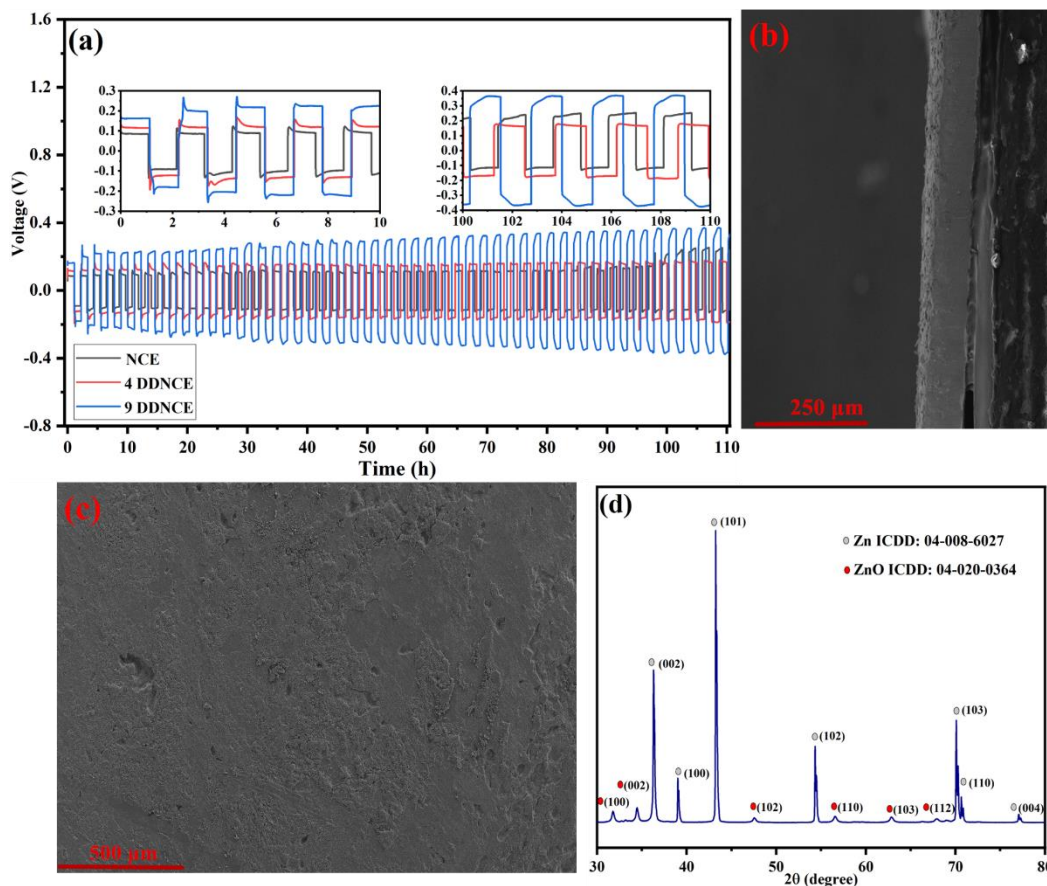 (a)
1.6
1.2
0.8
0.4
0.0
-0.4
-0.8
Voltage (V)
0.4
0.3
0.2
0.1
0.0
-0.1
-0.2
-0.3
0 2 4 6 8 10
0.4
0.3
0.2
0.1
0.0
-0.1
-0.2
-0.3
-0.4
100 102 104 106 108 110
NCE
4 DDNCE
9 DDNCE
0 10 20 30 40 50 60 70 80 90 100 110
Time (h)
(b)
250 µm
(c)
500 µm
(d)
(101)
Zn ICDD: 04-008-6027
ZnO ICDD: 04-020-0364
(002)
(103)
(102)
(100)
(002)
(110)
(100)
(102)
(110)
(103)
(112)
(004)
30 40 50 60 70 80
2θ (degree)